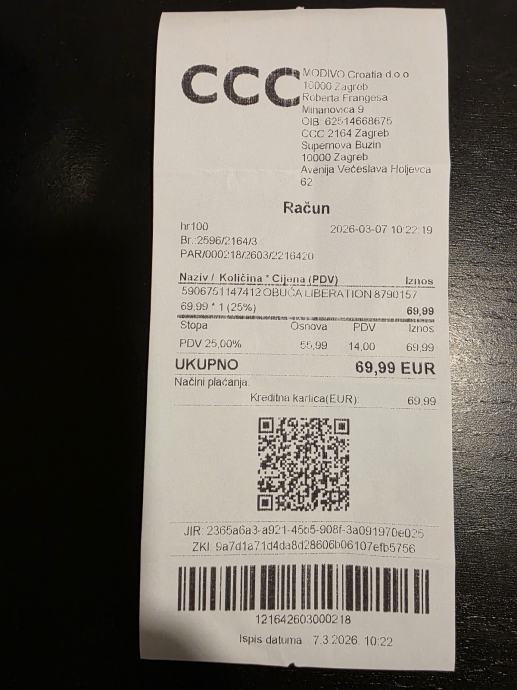 CCC
MODIVO Croatia d.o.o
10000 Zagreb
Roberta Frangesa
Mihanovica 9
OIB: 62514668675
CCC 2164 Zagreb
Supernova Buzin
10000 Zagreb
Avenija Većeslava Holjevca
62
Račun
hr100 2026-03-07 10:22:19
Br.:2596/2164/3
PAR/000218/2603/2216420
Naziv / Količina * Cijena (PDV) Iznos
5906751147412 OBUĆA LIBERATION 8790157
69,99 * 1 (25%) 69,99
Stopa Osnova PDV Iznos
PDV 25,00% 55,99 14,00 69,99
UKUPNO 69,99 EUR
Načini plaćanja:
Kreditna kartica(EUR): 69,99
JIR: 2365a6a3-a921-45b5-908f-3a091970e025
ZKI: 9a7d1a71d4da8d28606b06107efb5756
121642603000218
Ispis datuma 7.3.2026. 10:22